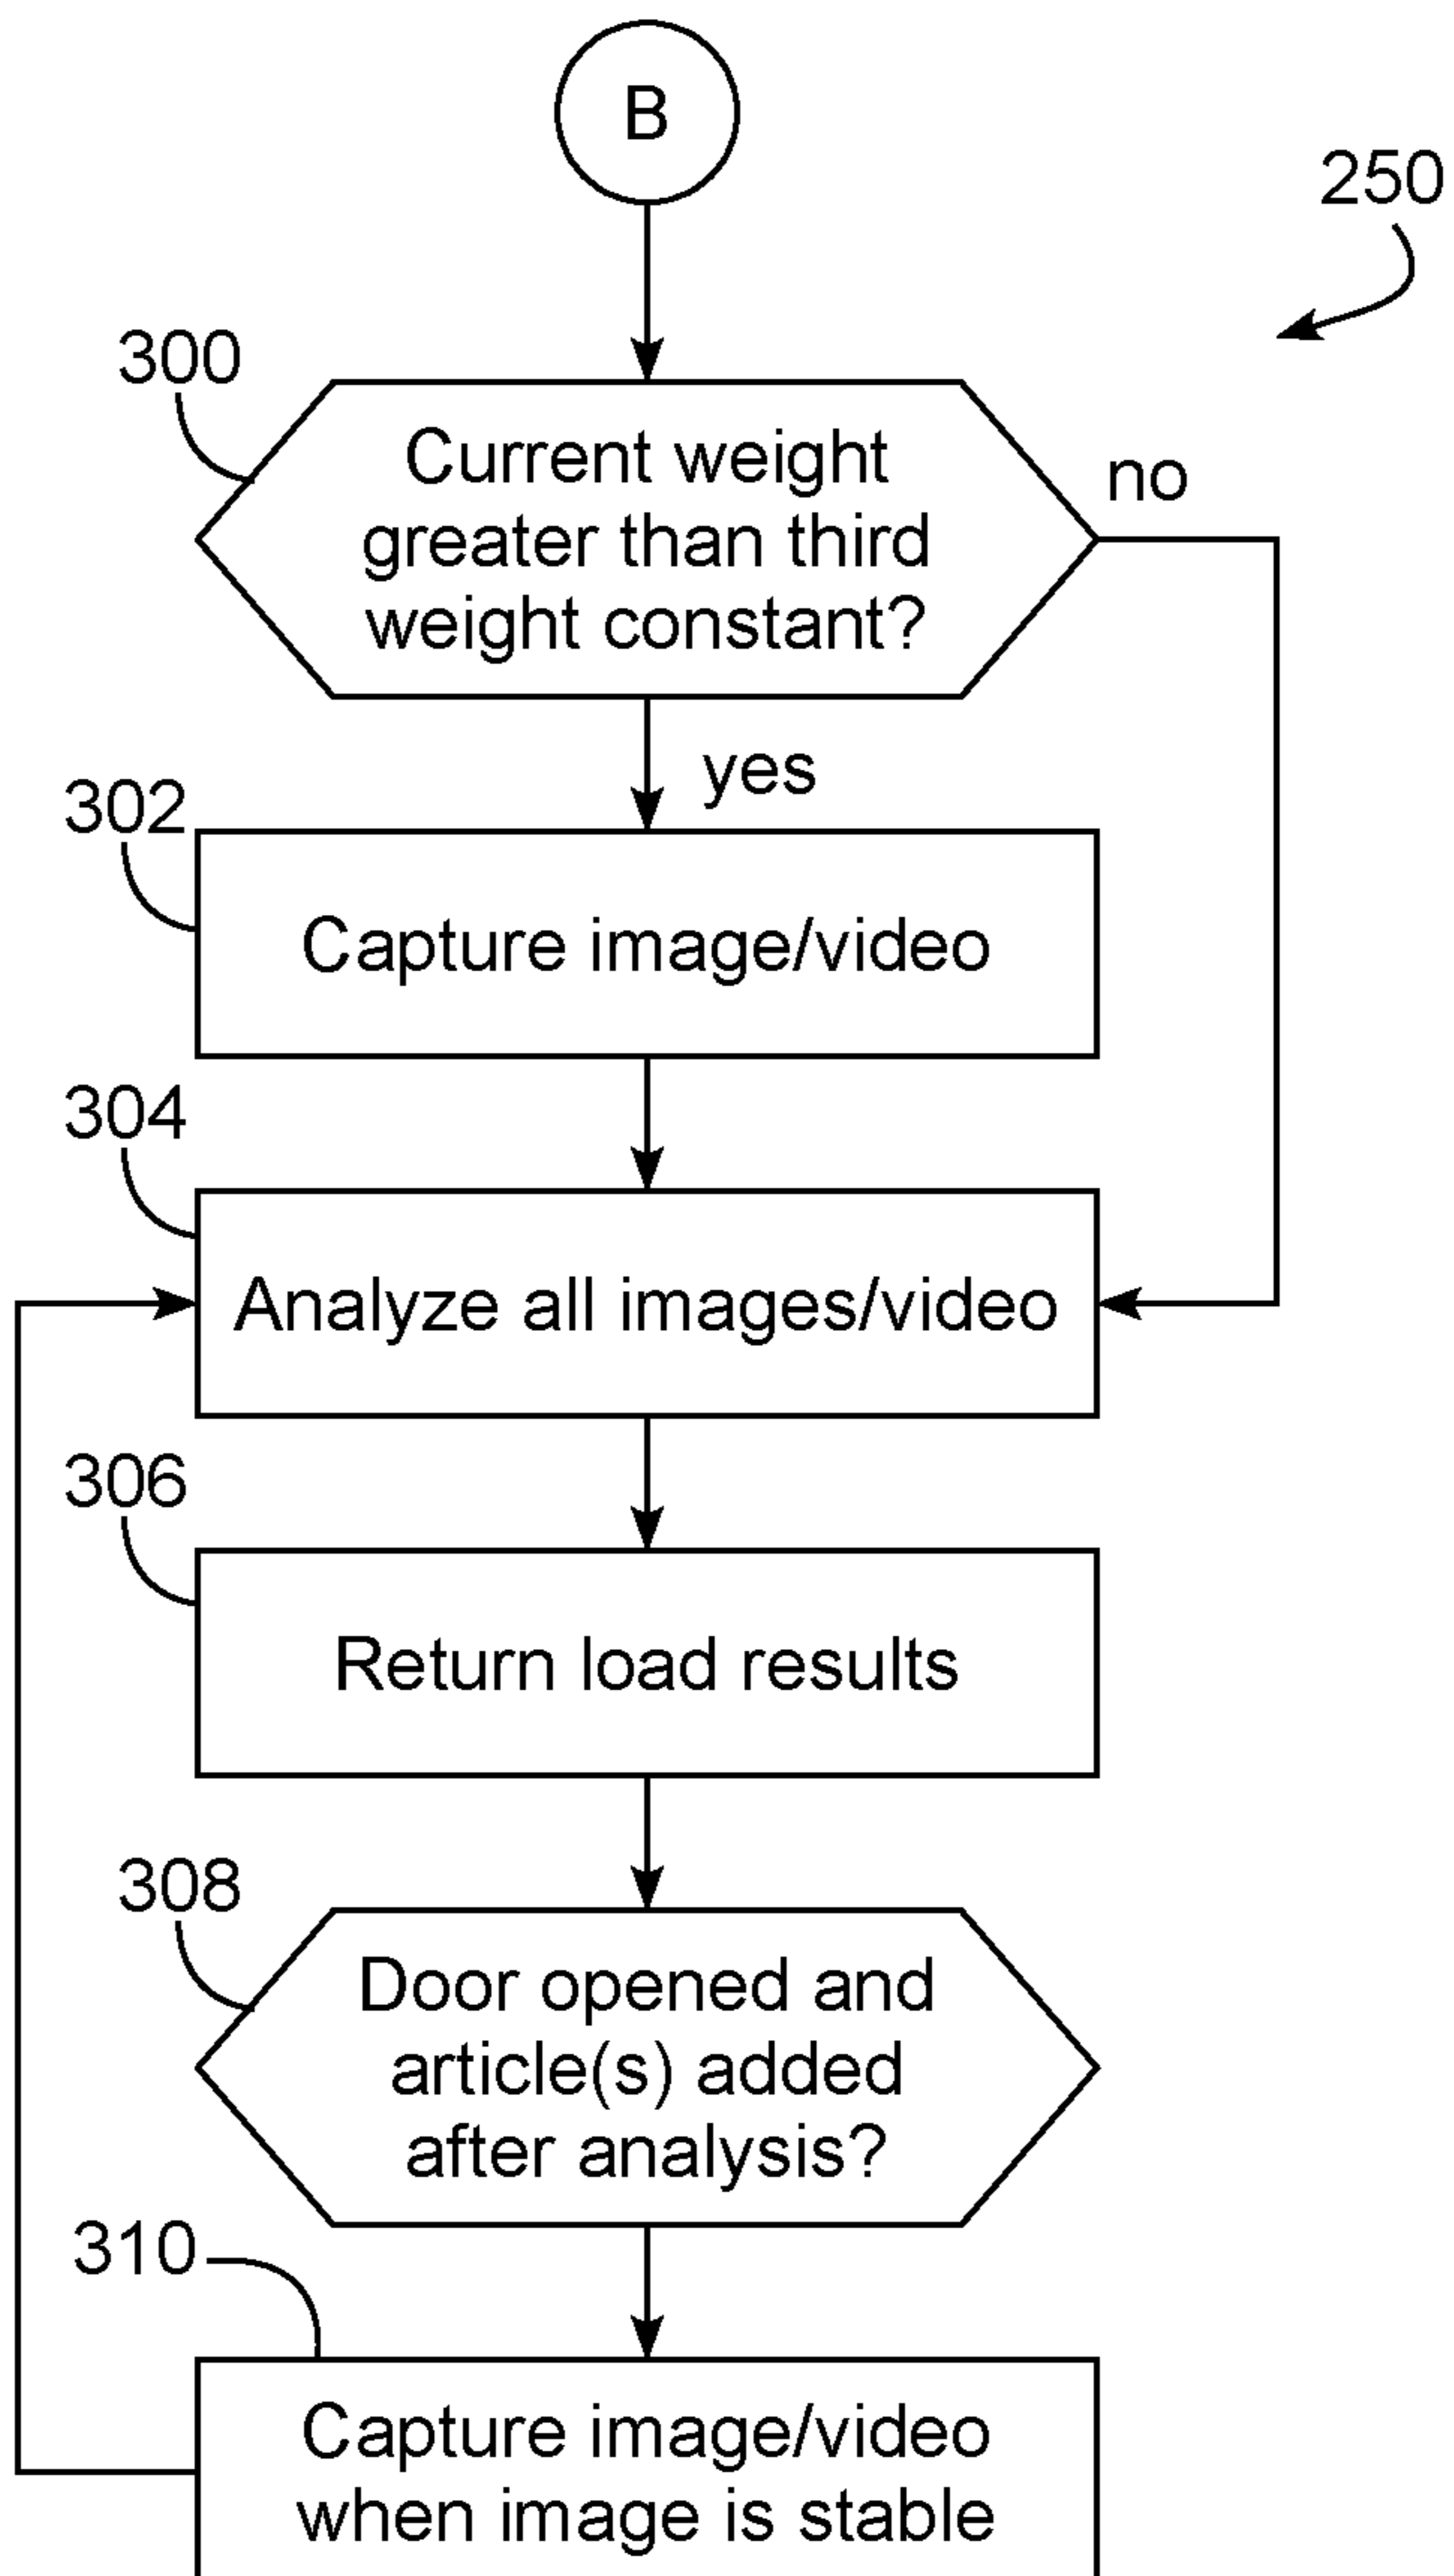 B
250
300
Current weight
greater than third
weight constant?
no
yes
302
Capture image/video
304
Analyze all images/video
306
Return load results
308
Door opened and
article(s) added
after analysis?
310
Capture image/video
when image is stable